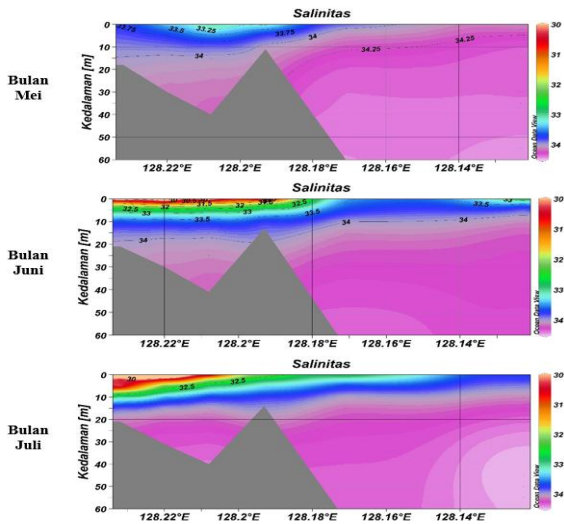 Salinitas
Bulan
Mei
Kedalaman [m]
0
10
20
30
40
50
60
33.75
33.25
33.75
34
34
34.25
34.25
128.22°E
128.2°E
128.18°E
128.16°E
128.14°E
30
31
32
33
34
Ocean Data View
Salinitas
Bulan
Juni
Kedalaman [m]
0
10
20
30
40
50
60
32.5
32
31.5
32
32.5
33
33.5
33
32.5
33.5
34
34
34
33.5
128.22°E
128.2°E
128.18°E
128.16°E
128.14°E
30
31
32
33
34
Ocean Data View
Salinitas
Bulan
Juli
Kedalaman [m]
0
10
20
30
40
50
60
30
32.5
32.5
128.22°E
128.2°E
128.18°E
128.16°E
128.14°E
30
31
32
33
34
Ocean Data View